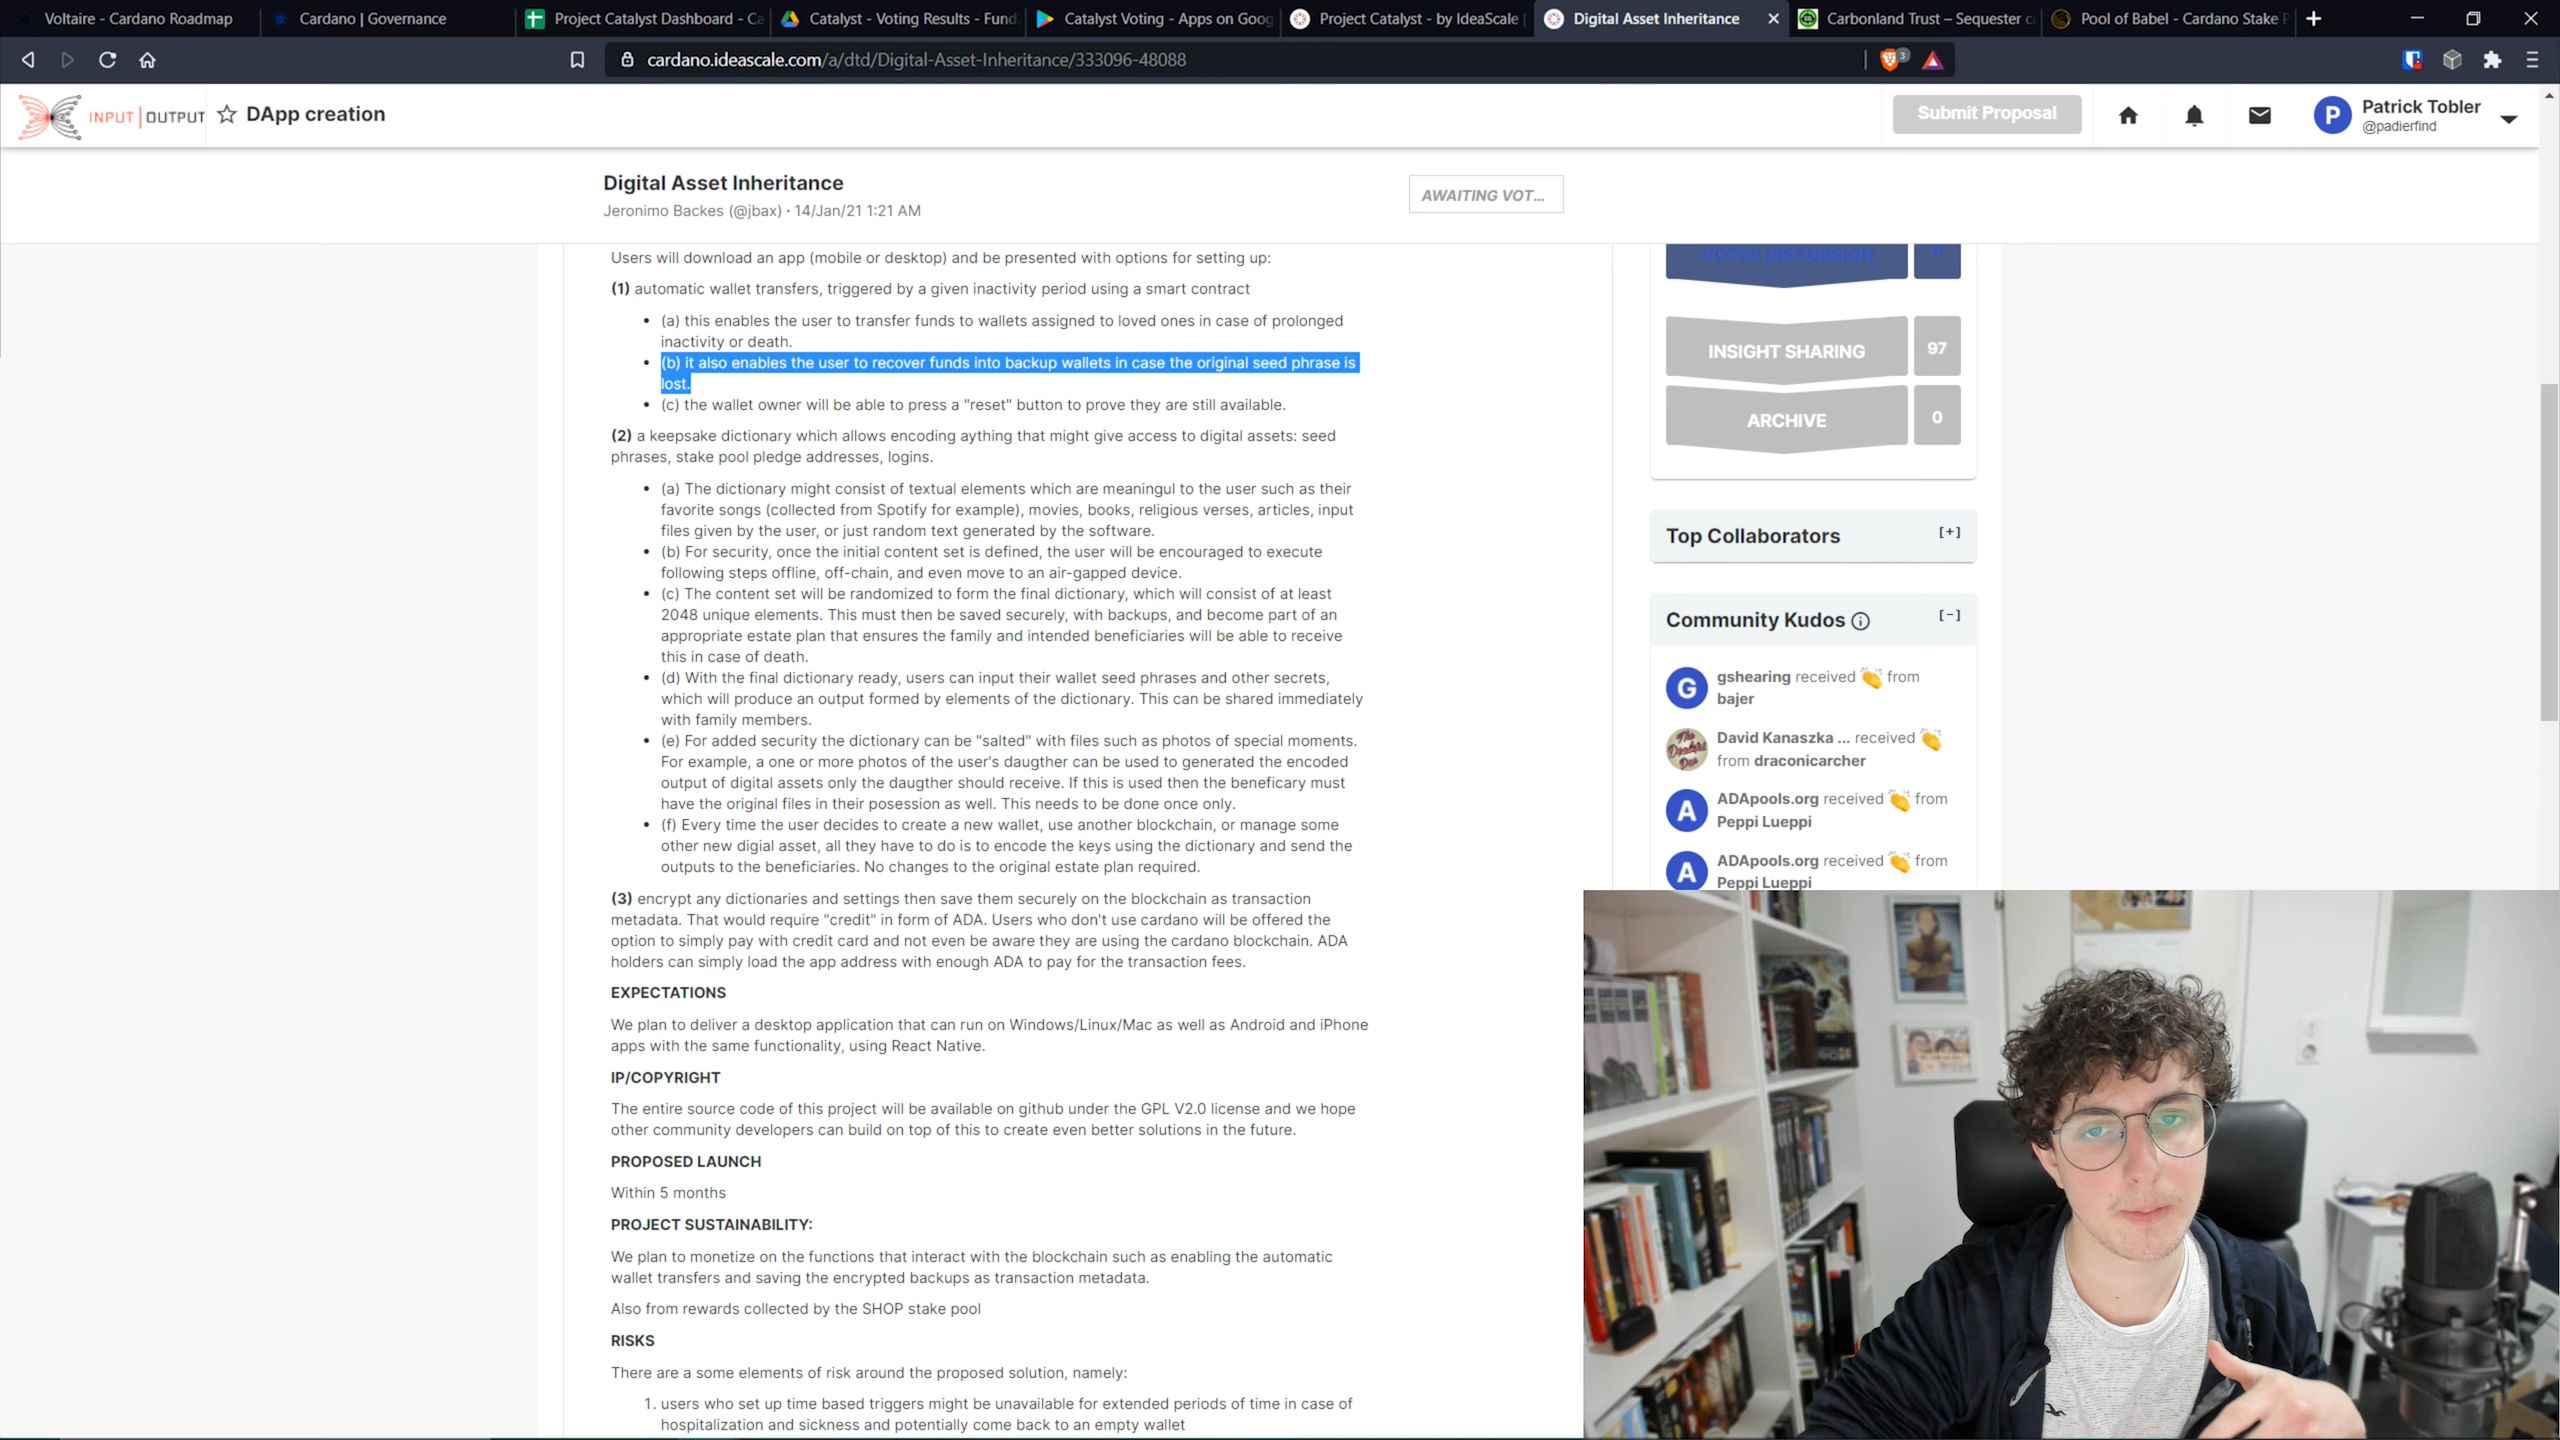 Voltaire - Cardano Roadmap
Cardano | Governance
Project Catalyst Dashboard - Ca
Catalyst - Voting Results - Fund
Catalyst Voting - Apps on Goog
Project Catalyst - by IdeaScale
Digital Asset Inheritance
Carbonland Trust – Sequester c
Pool of Babel - Cardano Stake P
cardano.ideascale.com/a/dtd/Digital-Asset-Inheritance/333096-48088
3
INPUT | OUTPUT
DApp creation
Submit Proposal
P
Patrick Tobler
@padierfind
Digital Asset Inheritance
Jeronimo Backes (@jbax) • 14/Jan/21 1:21 AM
AWAITING VOT...
Users will download an app (mobile or desktop) and be presented with options for setting up:
(1) automatic wallet transfers, triggered by a given inactivity period using a smart contract
• (a) this enables the user to transfer funds to wallets assigned to loved ones in case of prolonged
inactivity or death.
• (b) it also enables the user to recover funds into backup wallets in case the original seed phrase is
lost.
• (c) the wallet owner will be able to press a "reset" button to prove they are still available.
(2) a keepsake dictionary which allows encoding aything that might give access to digital assets: seed
phrases, stake pool pledge addresses, logins.
• (a) The dictionary might consist of textual elements which are meaningul to the user such as their
favorite songs (collected from Spotify for example), movies, books, religious verses, articles, input
files given by the user, or just random text generated by the software.
• (b) For security, once the initial content set is defined, the user will be encouraged to execute
following steps offline, off-chain, and even move to an air-gapped device.
• (c) The content set will be randomized to form the final dictionary, which will consist of at least
2048 unique elements. This must then be saved securely, with backups, and become part of an
appropriate estate plan that ensures the family and intended beneficiaries will be able to receive
this in case of death.
• (d) With the final dictionary ready, users can input their wallet seed phrases and other secrets,
which will produce an output formed by elements of the dictionary. This can be shared immediately
with family members.
• (e) For added security the dictionary can be "salted" with files such as photos of special moments.
For example, a one or more photos of the user's daugther can be used to generated the encoded
output of digital assets only the daugther should receive. If this is used then the beneficary must
have the original files in their posession as well. This needs to be done once only.
• (f) Every time the user decides to create a new wallet, use another blockchain, or manage some
other new digial asset, all they have to do is to encode the keys using the dictionary and send the
outputs to the beneficiaries. No changes to the original estate plan required.
(3) encrypt any dictionaries and settings then save them securely on the blockchain as transaction
metadata. That would require "credit" in form of ADA. Users who don't use cardano will be offered the
option to simply pay with credit card and not even be aware they are using the cardano blockchain. ADA
holders can simply load the app address with enough ADA to pay for the transaction fees.
EXPECTATIONS
We plan to deliver a desktop application that can run on Windows/Linux/Mac as well as Android and iPhone
apps with the same functionality, using React Native.
IP/COPYRIGHT
The entire source code of this project will be available on github under the GPL V2.0 license and we hope
other community developers can build on top of this to create even better solutions in the future.
PROPOSED LAUNCH
Within 5 months
PROJECT SUSTAINABILITY:
We plan to monetize on the functions that interact with the blockchain such as enabling the automatic
wallet transfers and saving the encrypted backups as transaction metadata.
Also from rewards collected by the SHOP stake pool
RISKS
There are a some elements of risk around the proposed solution, namely:
1. users who set up time based triggers might be unavailable for extended periods of time in case of
hospitalization and sickness and potentially come back to an empty wallet
VOTER DISCUSSION
INSIGHT SHARING 97
ARCHIVE 0
Top Collaborators [+]
Community Kudos [-]
G
gshearing received 👏 from
bajer
David Kanaszka ... received 👏
from draconicarcher
A
ADApools.org received 👏 from
Peppi Lueppi
A
ADApools.org received 👏 from
Peppi Lueppi